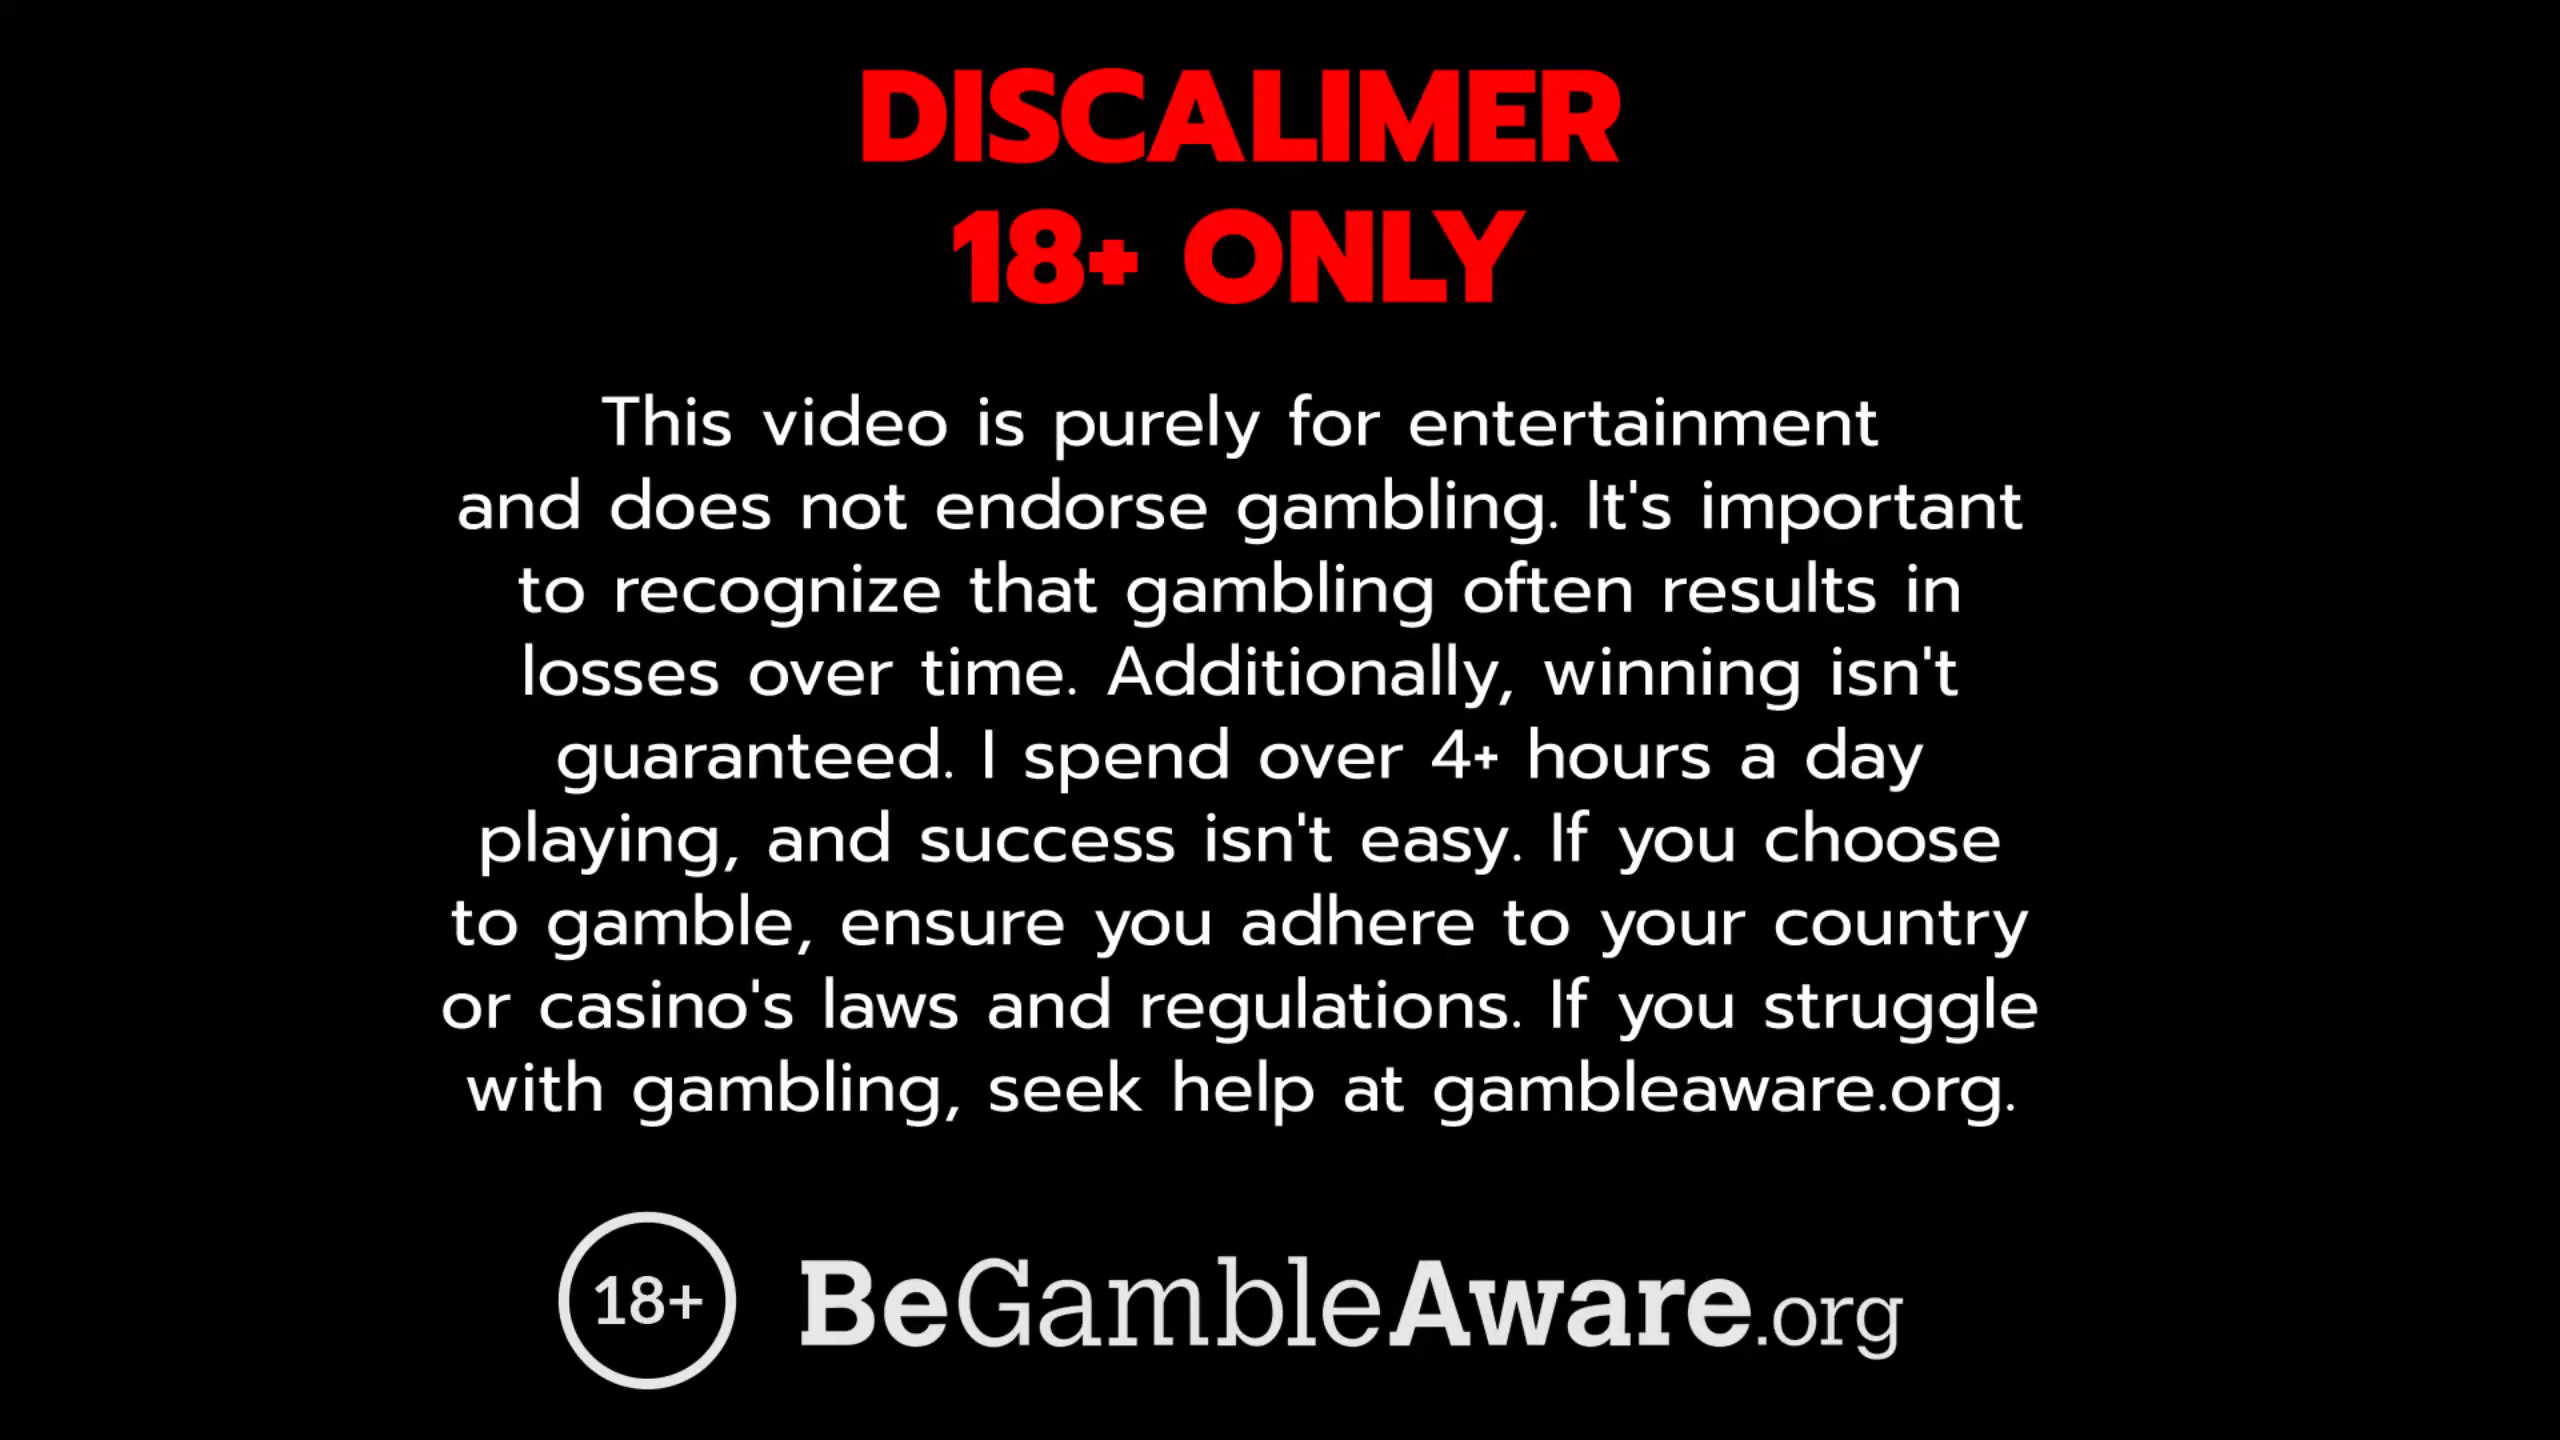 DISCALIMER
18+ ONLY
This video is purely for entertainment
and does not endorse gambling. It's important
to recognize that gambling often results in
losses over time. Additionally, winning isn't
guaranteed. I spend over 4+ hours a day
playing, and success isn't easy. If you choose
to gamble, ensure you adhere to your country
or casino's laws and regulations. If you struggle
with gambling, seek help at gambleaware.org.
18+ BeGambleAware.org